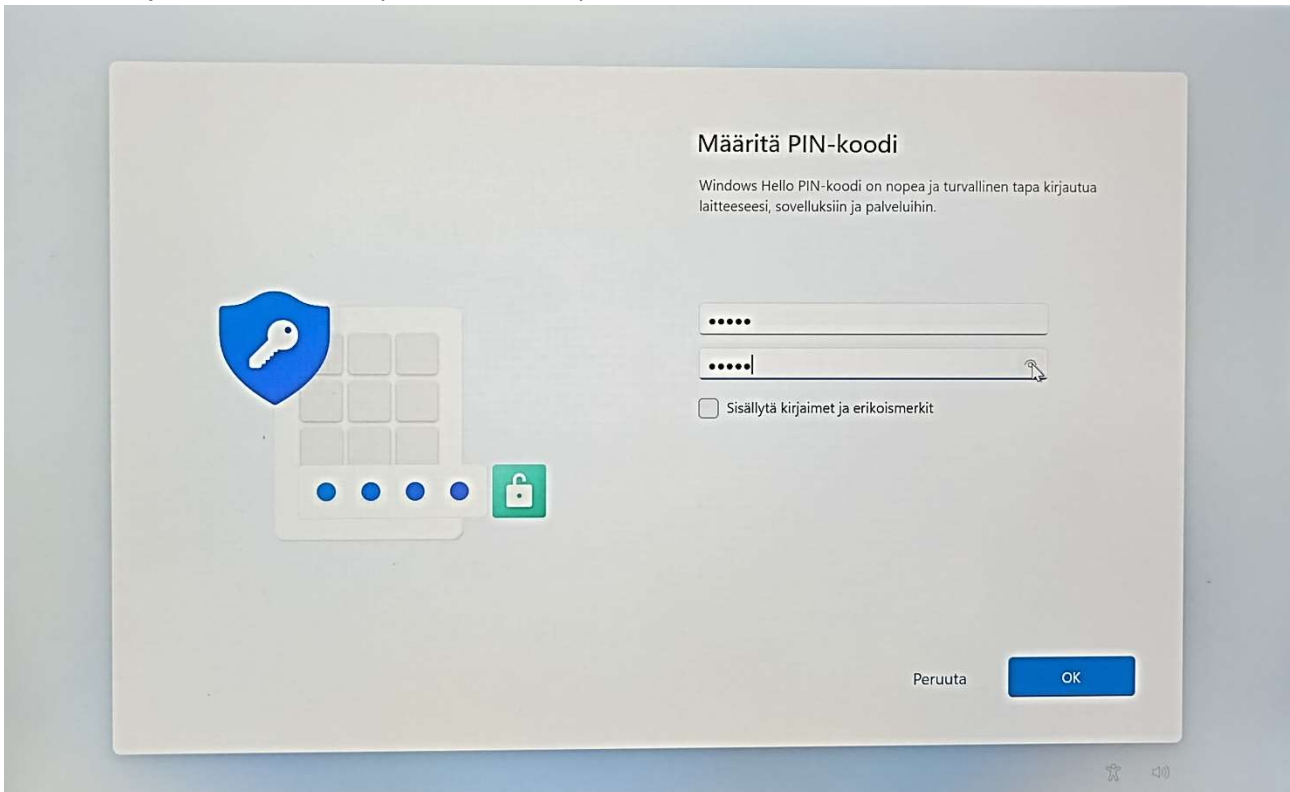 Määritä PIN-koodi
Windows Hello PIN-koodi on nopea ja turvallinen tapa kirjautua
laitteeseesi, sovelluksiin ja palveluihin.
•••••
•••••
Sisällytä kirjaimet ja erikoismerkit
Peruuta
OK